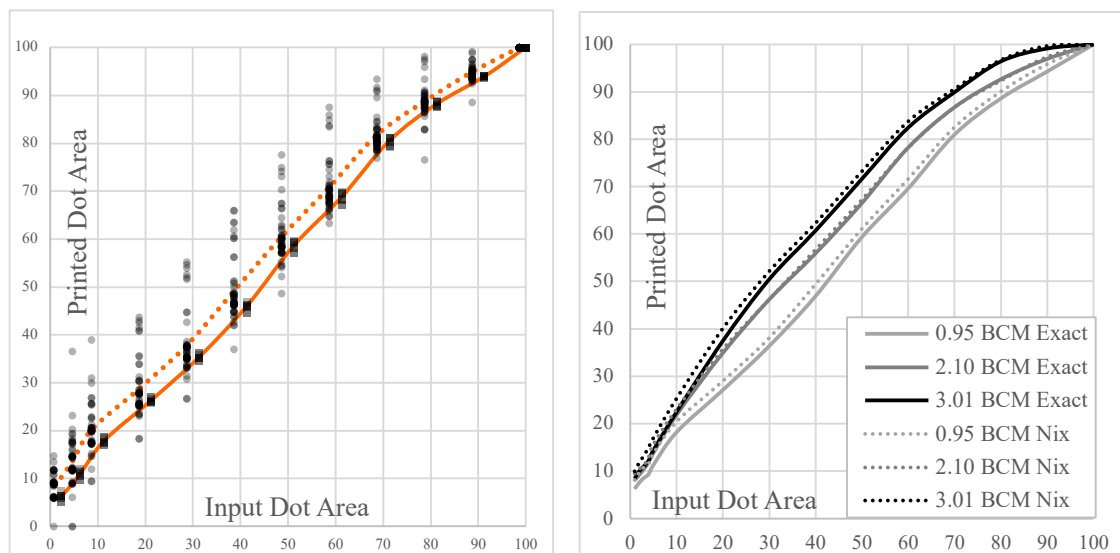 100
90
80
70
60
50
40
30
20
10
0
Printed Dot Area
Input Dot Area
0 10 20 30 40 50 60 70 80 90 100
100
90
80
70
60
50
40
30
20
10
0
Printed Dot Area
Input Dot Area
0.95 BCM Exact
2.10 BCM Exact
3.01 BCM Exact
0.95 BCM Nix
2.10 BCM Nix
3.01 BCM Nix
0 10 20 30 40 50 60 70 80 90 100